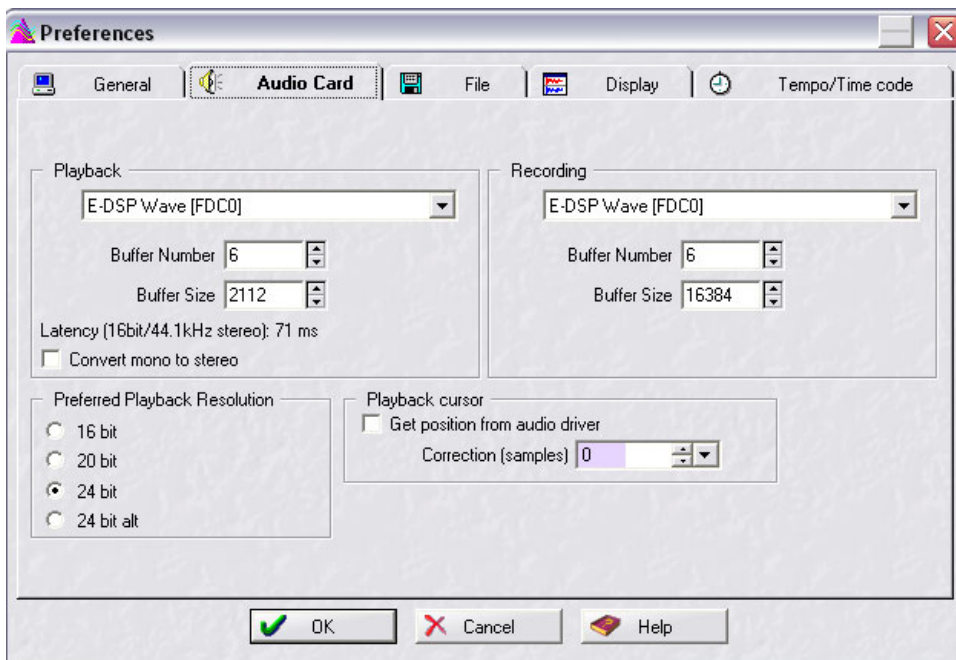 Preferences
General
Audio Card
File
Display
Tempo/Time code
Playback
E-DSP Wave [FDC0]
Buffer Number 6
Buffer Size 2112
Latency (16bit/44.1kHz stereo): 71 ms
Convert mono to stereo
Recording
E-DSP Wave [FDC0]
Buffer Number 6
Buffer Size 16384
Preferred Playback Resolution
16 bit
20 bit
24 bit
24 bit alt
Playback cursor
Get position from audio driver
Correction (samples) 0
OK
Cancel
Help